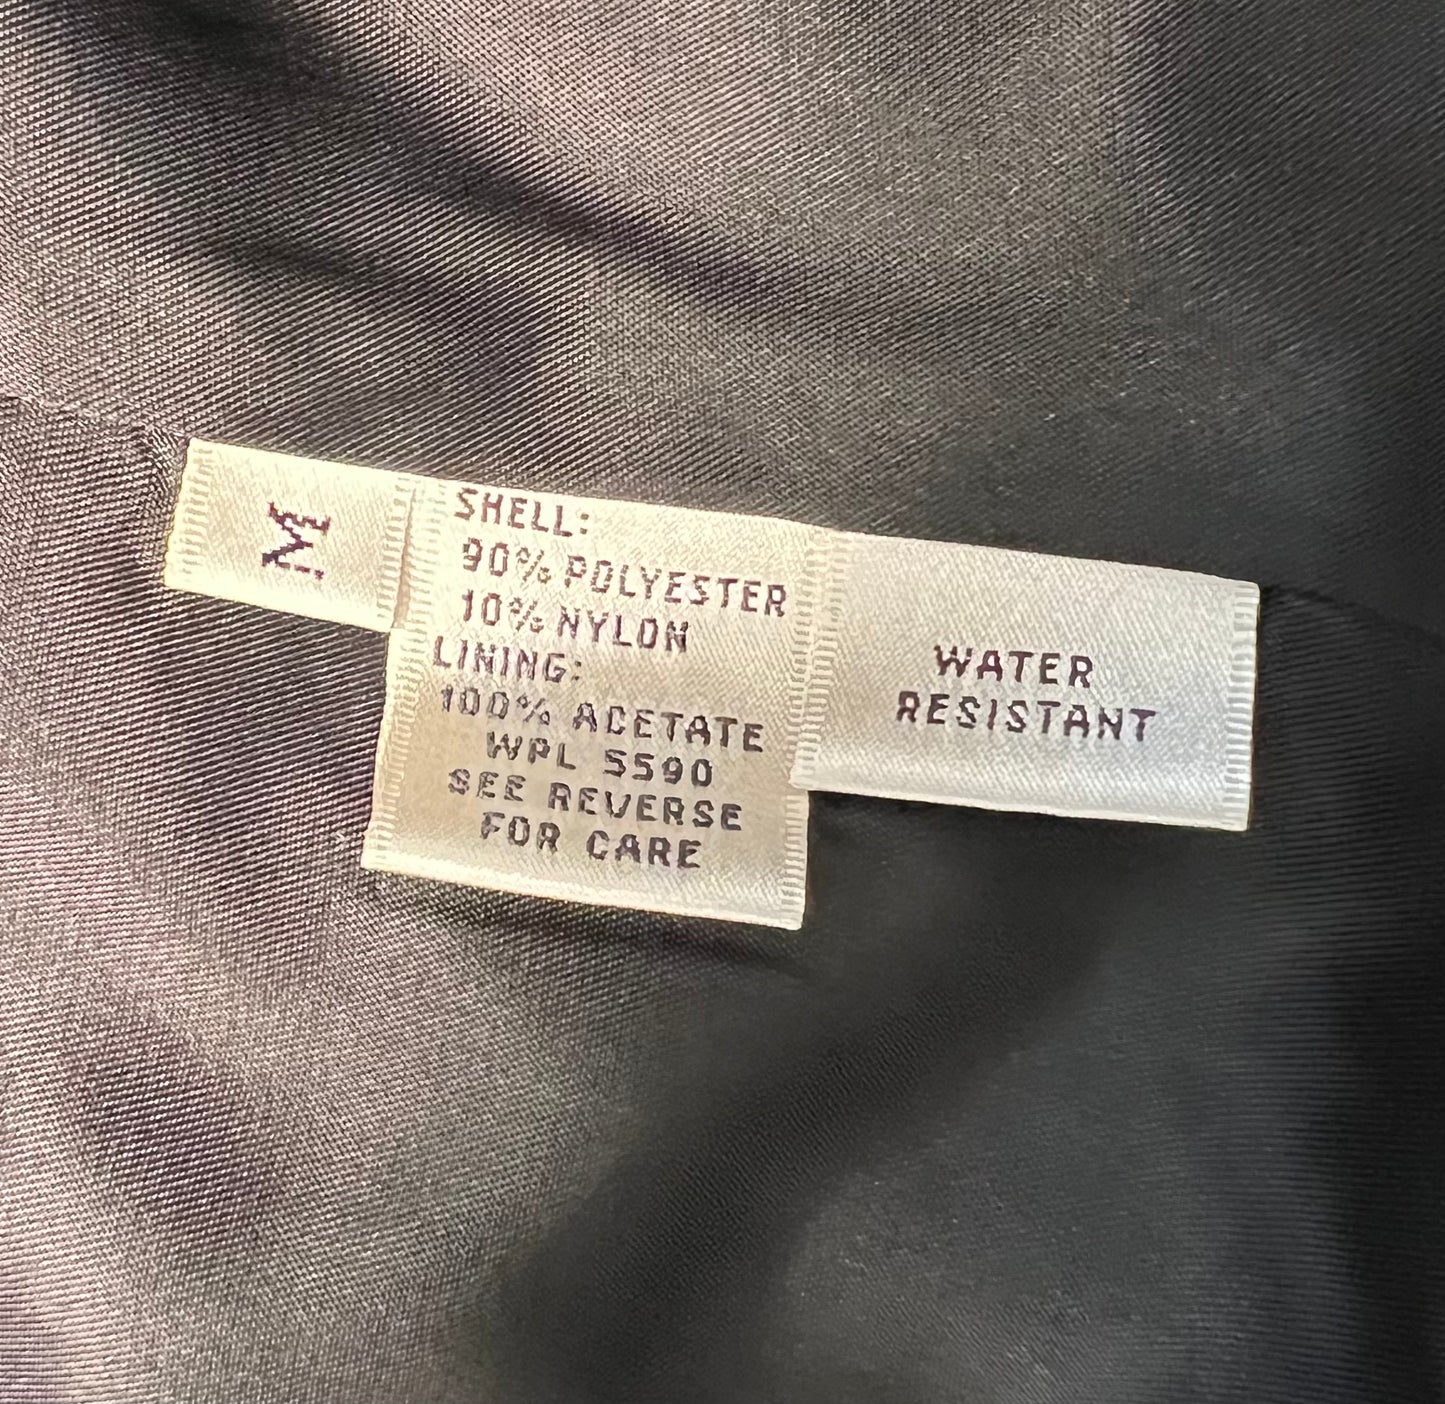 M
SHELL:
90% POLYESTER
10% NYLON
LINING:
100% ACETATE
WPL 5590
SEE REVERSE
FOR CARE
WATER
RESISTANT